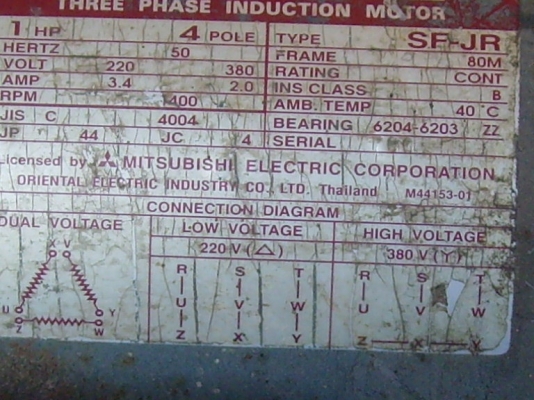 THREE PHASE INDUCTION MOTOR
1 HP 4 POLE TYPE SF-JR
HERTZ 50 FRAME 80M
VOLT 220 380 RATING CONT
AMP 3.4 2.0 INS CLASS B
RPM 400 AMB. TEMP 40 °C
JIS C 4004 BEARING 6204-6203 ZZ
JP 44 JC 4 SERIAL
Licensed by MITSUBISHI ELECTRIC CORPORATION
ORIENTAL ELECTRIC INDUSTRY CO., LTD. Thailand M44153-01
CONNECTION DIAGRAM
DUAL VOLTAGE LOW VOLTAGE HIGH VOLTAGE
220 V (△) 380 V (Y)
X V R S T R S T
U Y U V W U V W
Z W Z X Y Z X Y